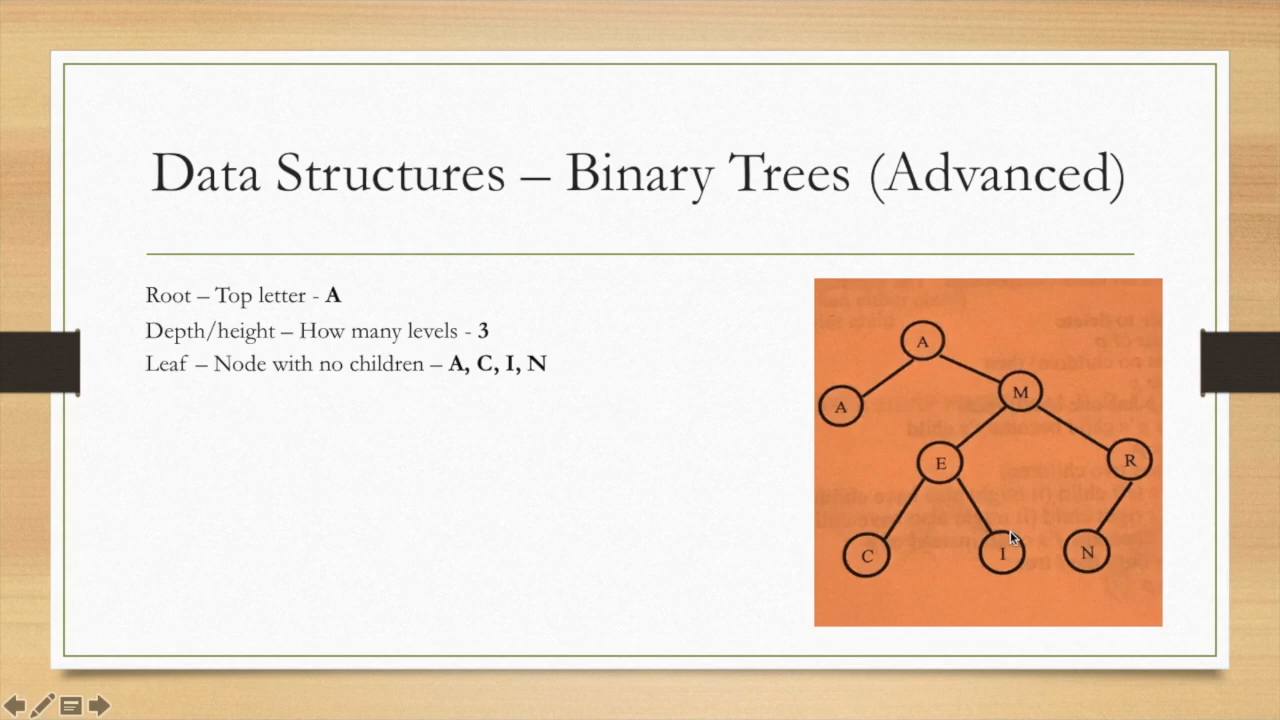 Data Structures – Binary Trees (Advanced)
Root – Top letter - A
Depth/height – How many levels - 3
Leaf – Node with no children – A, C, I, N
A
A
M
E
R
C
I
N